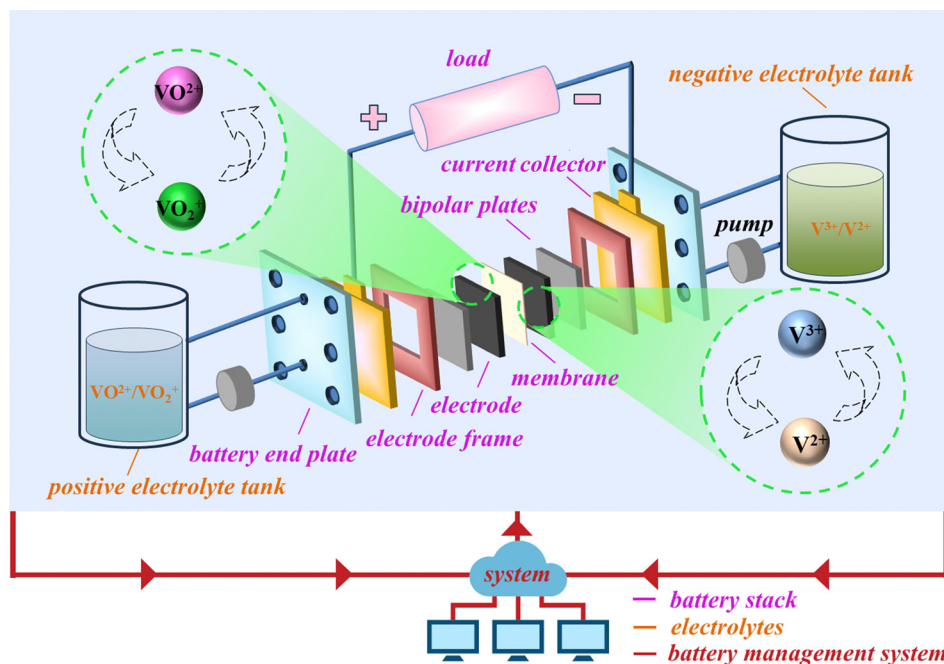 load
negative electrolyte tank
VO²⁺
+
−
current collector
bipolar plates
pump
VO₂⁺
V³⁺/V²⁺
V³⁺
membrane
VO²⁺/VO₂⁺
electrode
electrode frame
V²⁺
battery end plate
positive electrolyte tank
system
battery stack
electrolytes
battery management system